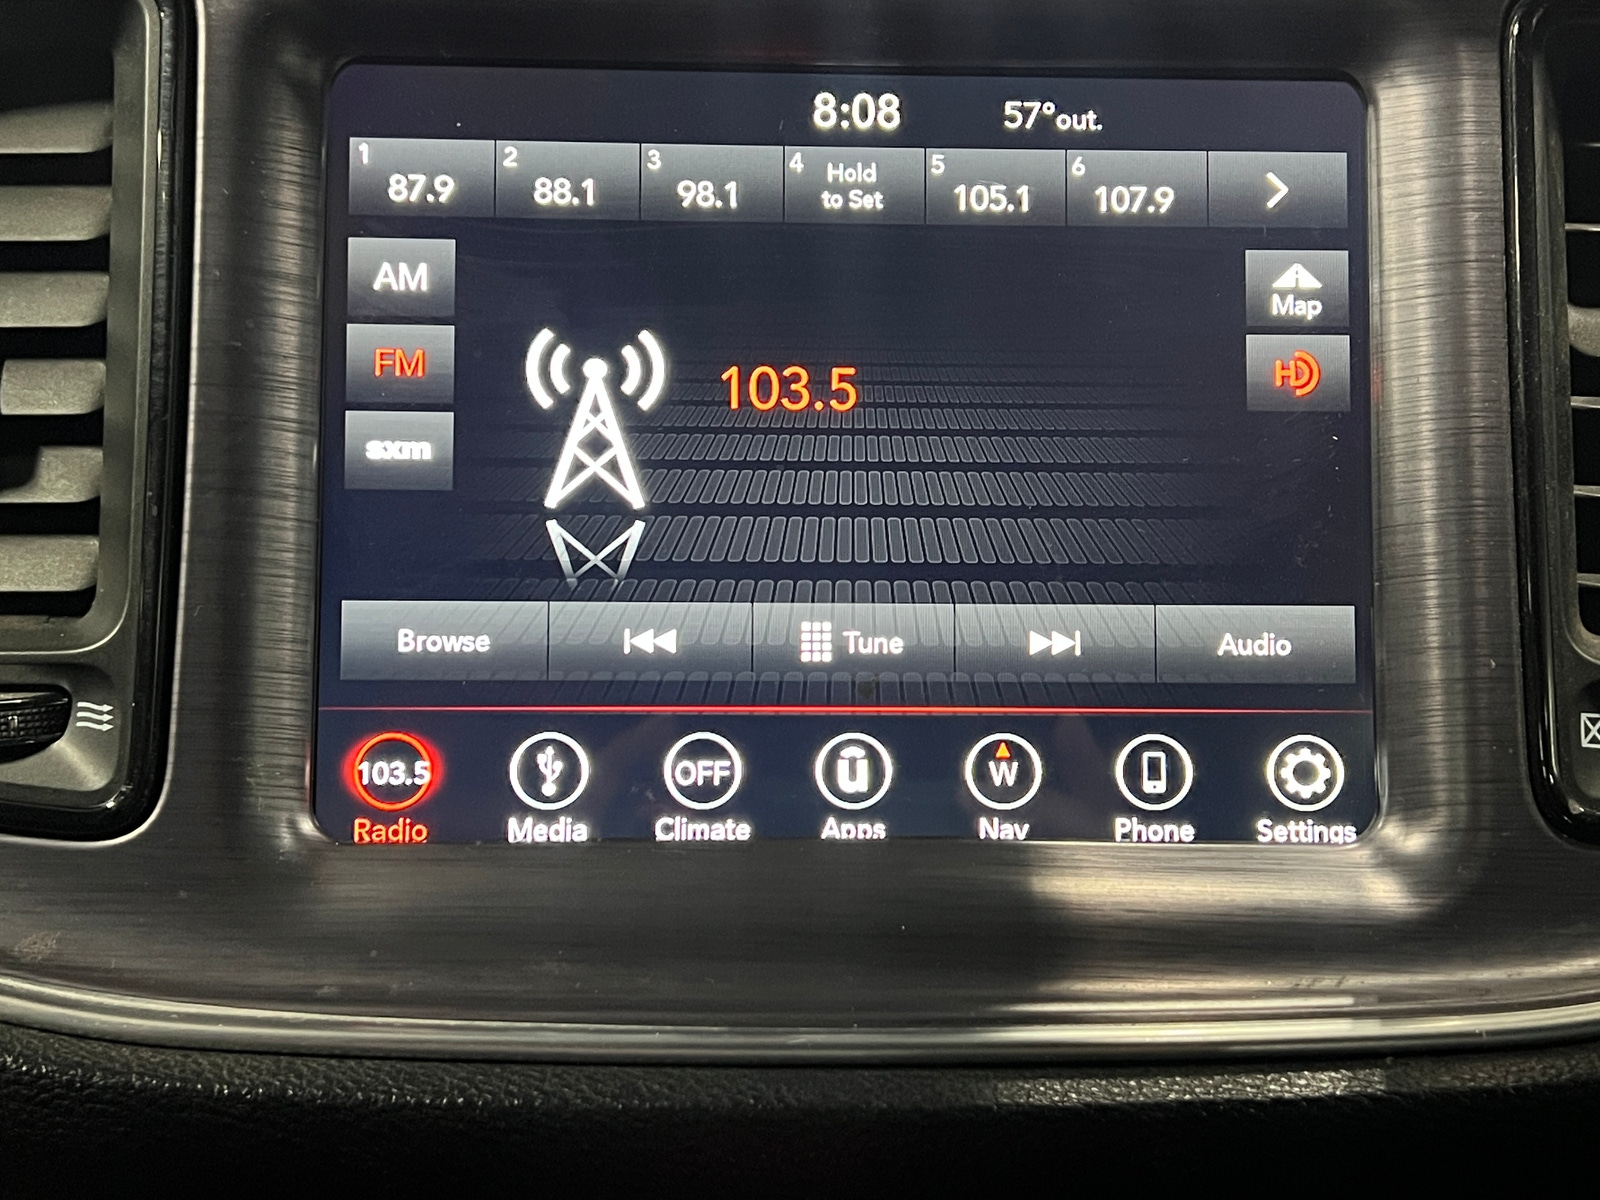 8:08 57°out.
1 87.9 2 88.1 3 98.1 4 Hold to Set 5 105.1 6 107.9
AM
Map
FM
103.5
HD
sxm
Browse Tune Audio
103.5 OFF ū W
Radio Media Climate Apps Nav Phone Settings